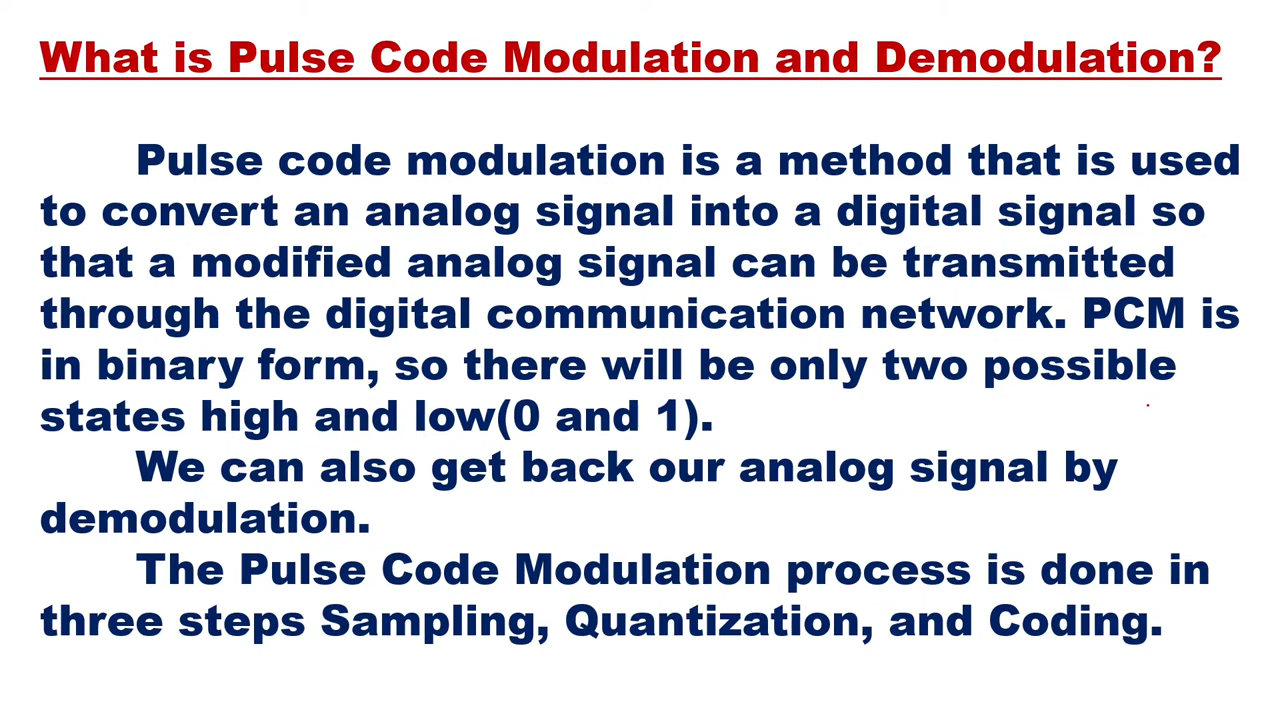 What is Pulse Code Modulation and Demodulation?
Pulse code modulation is a method that is used
to convert an analog signal into a digital signal so
that a modified analog signal can be transmitted
through the digital communication network. PCM is
in binary form, so there will be only two possible
states high and low(0 and 1).
We can also get back our analog signal by
demodulation.
The Pulse Code Modulation process is done in
three steps Sampling, Quantization, and Coding.